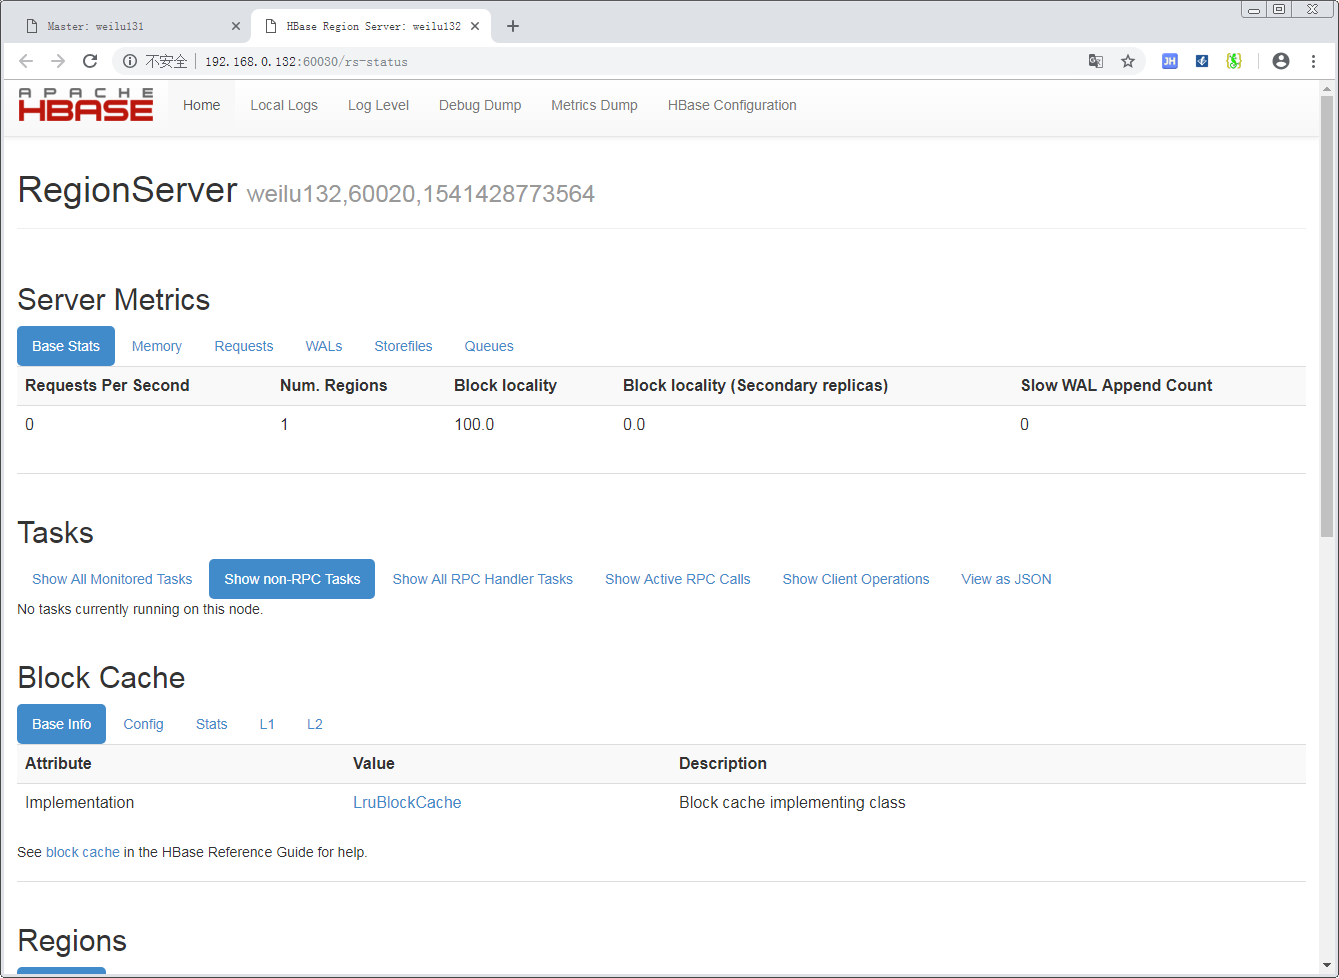 Master: weilu131
HBase Region Server: weilu132
不安全
192.168.0.132:60030/rs-status
JH
APACHE
HBASE
Home Local Logs Log Level Debug Dump Metrics Dump HBase Configuration
RegionServer weilu132,60020,1541428773564
Server Metrics
Base Stats Memory Requests WALs Storefiles Queues
Requests Per Second Num. Regions Block locality Block locality (Secondary replicas) Slow WAL Append Count
0 1 100.0 0.0 0
Tasks
Show All Monitored Tasks Show non-RPC Tasks Show All RPC Handler Tasks Show Active RPC Calls Show Client Operations View as JSON
No tasks currently running on this node.
Block Cache
Base Info Config Stats L1 L2
Attribute Value Description
Implementation LruBlockCache Block cache implementing class
See block cache in the HBase Reference Guide for help.
Regions